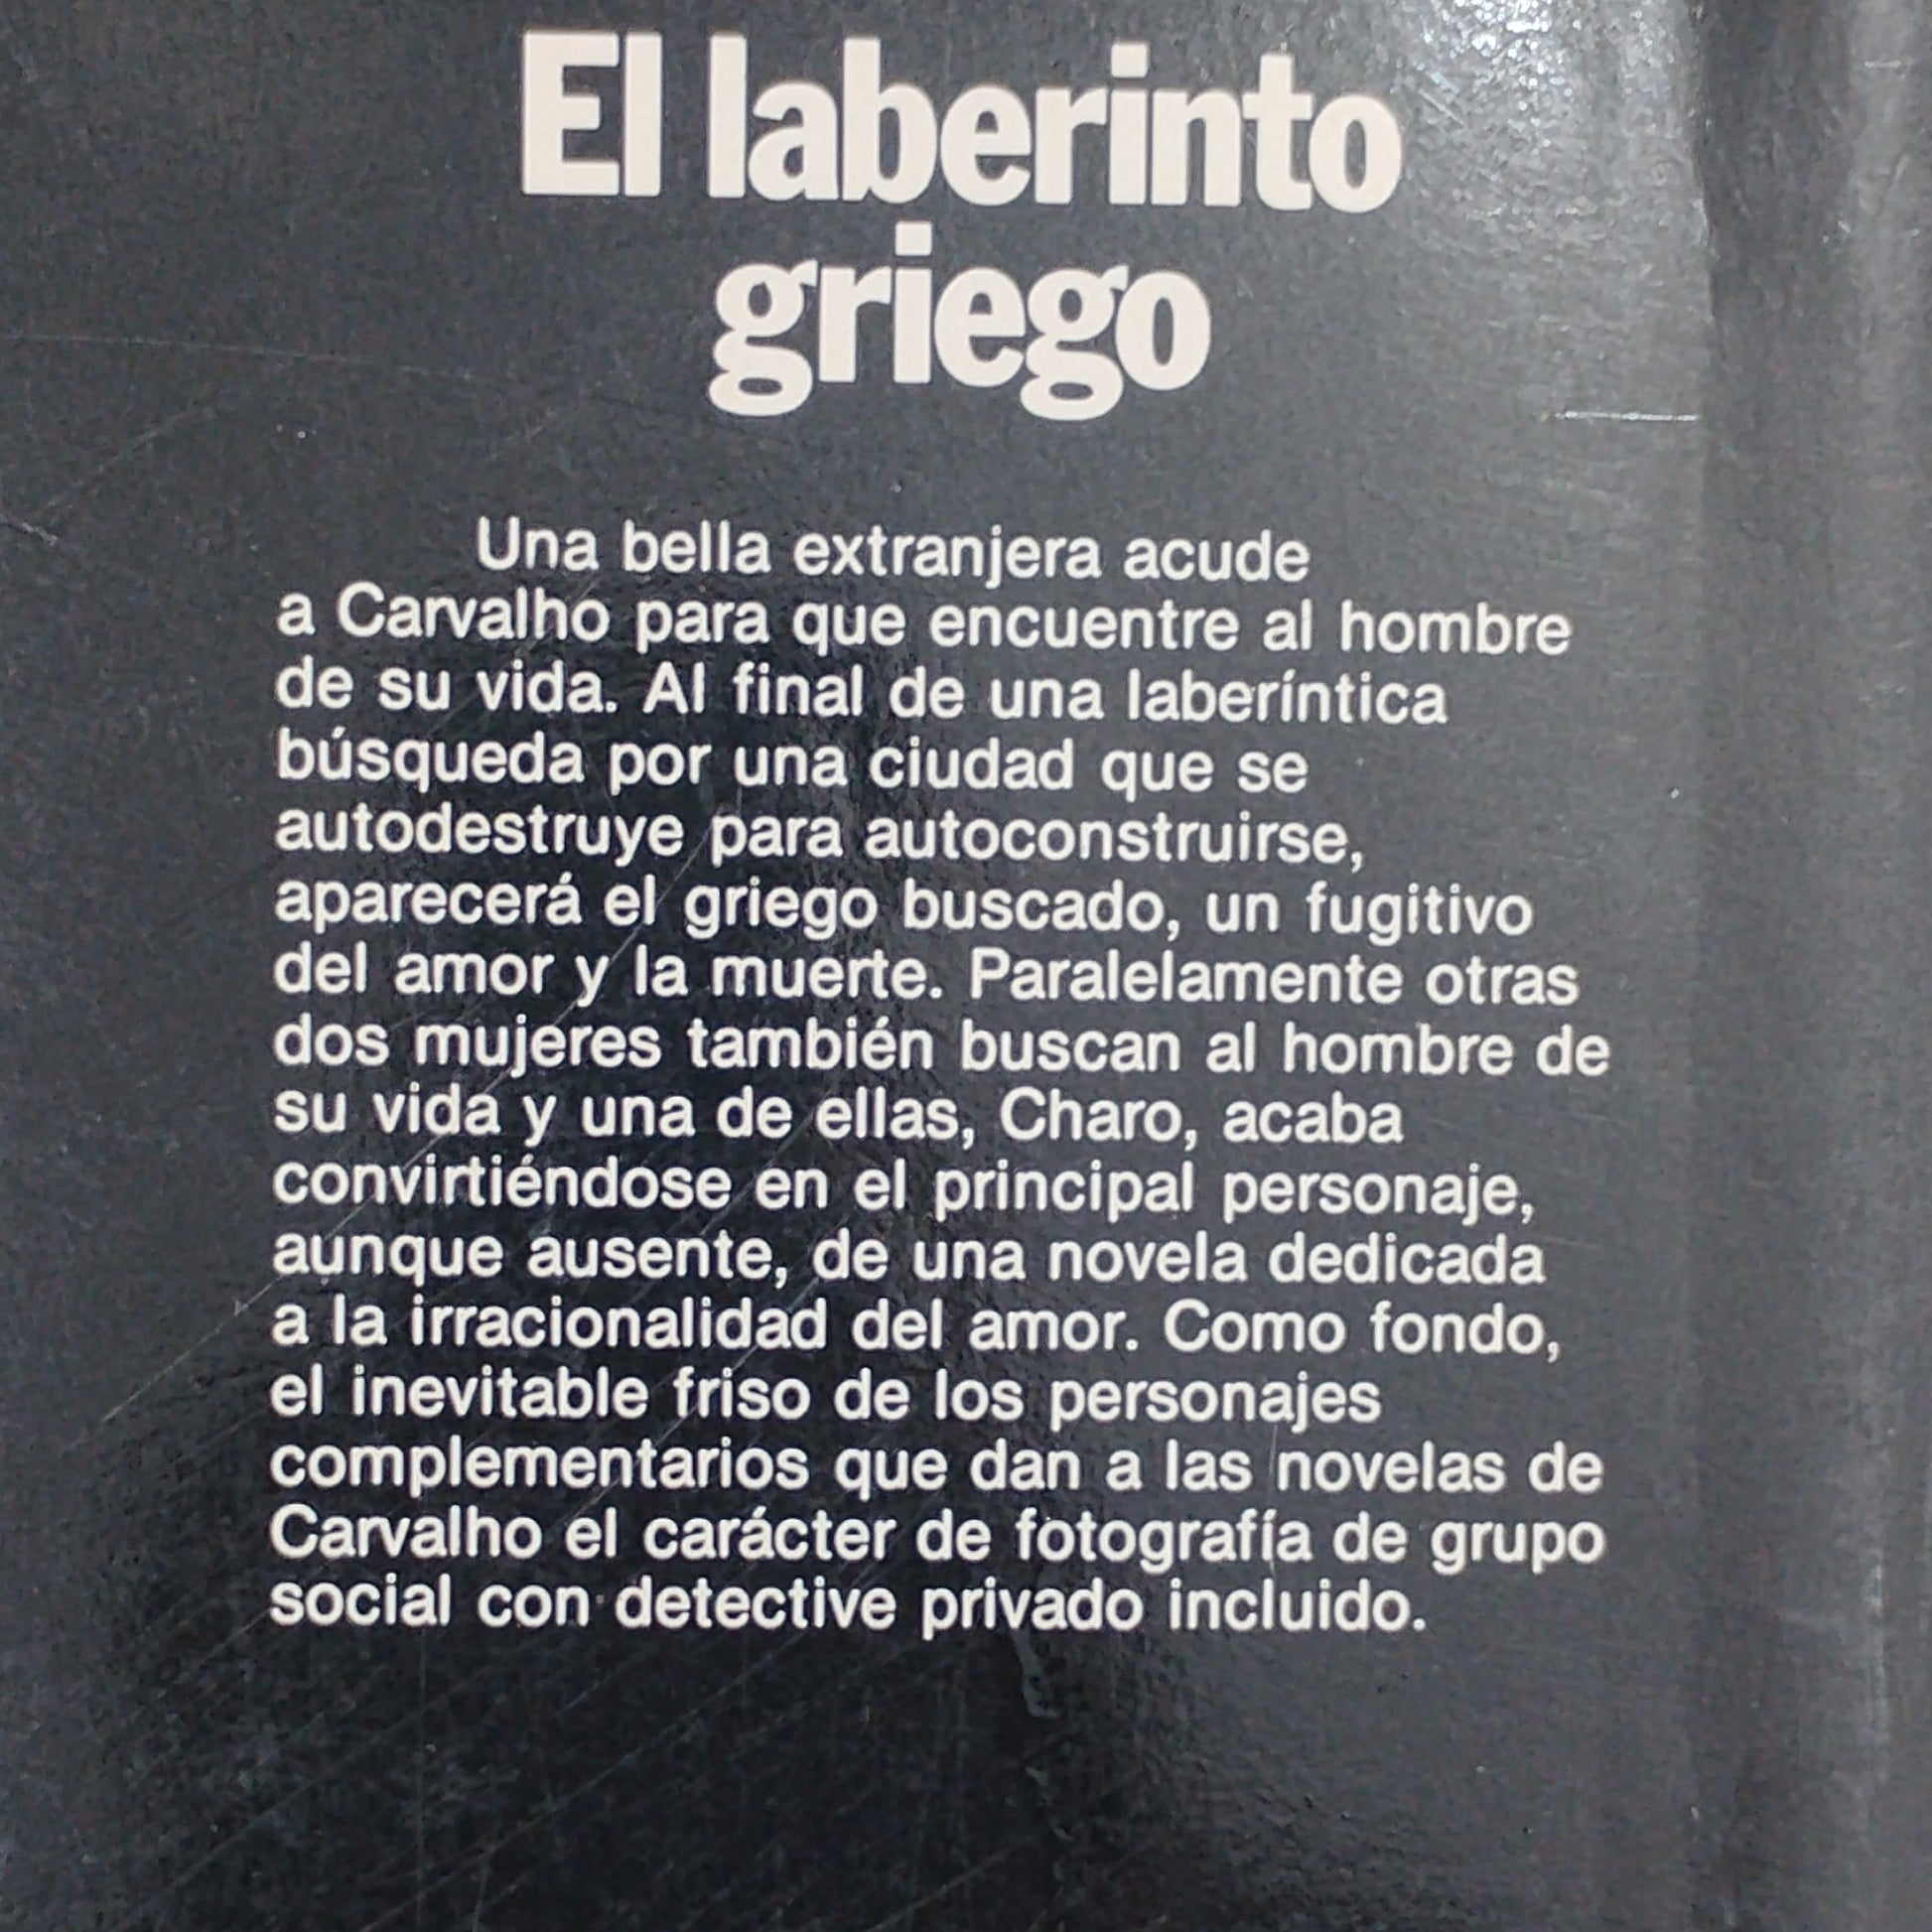 El laberinto
griego
Una bella extranjera acude
a Carvalho para que encuentre al hombre
de su vida. Al final de una laberíntica
búsqueda por una ciudad que se
autodestruye para autoconstruirse,
aparecerá el griego buscado, un fugitivo
del amor y la muerte. Paralelamente otras
dos mujeres también buscan al hombre de
su vida y una de ellas, Charo, acaba
convirtiéndose en el principal personaje,
aunque ausente, de una novela dedicada
a la irracionalidad del amor. Como fondo,
el inevitable friso de los personajes
complementarios que dan a las novelas de
Carvalho el carácter de fotografía de grupo
social con detective privado incluido.